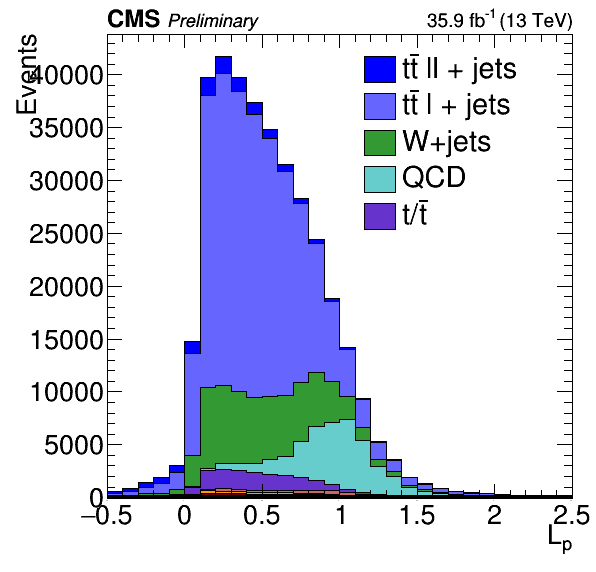 CMS Preliminary 35.9 fb⁻¹ (13 TeV)
Events
40000
35000
30000
25000
20000
15000
10000
5000
0
tt̄ ll + jets
tt̄ l + jets
W+jets
QCD
t/t̄
−0.5 0 0.5 1 1.5 2 2.5
Lₚ